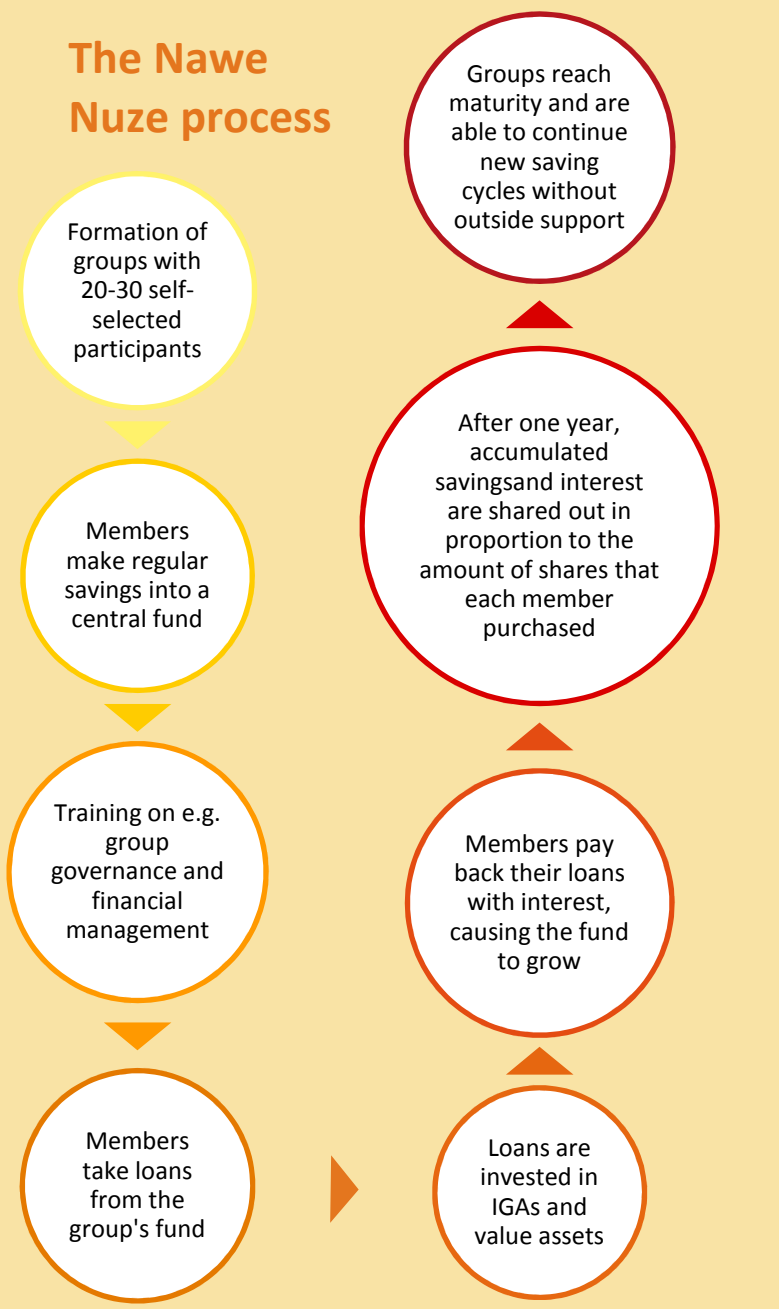 The Nawe
Nuze process
Formation of
groups with
20-30 self-
selected
participants
Members
make regular
savings into a
central fund
Training on e.g.
group
governance and
financial
management
Members
take loans
from the
group's fund
Loans are
invested in
IGAs and
value assets
Members pay
back their loans
with interest,
causing the fund
to grow
After one year,
accumulated
savingsand interest
are shared out in
proportion to the
amount of shares that
each member
purchased
Groups reach
maturity and are
able to continue
new saving
cycles without
outside support